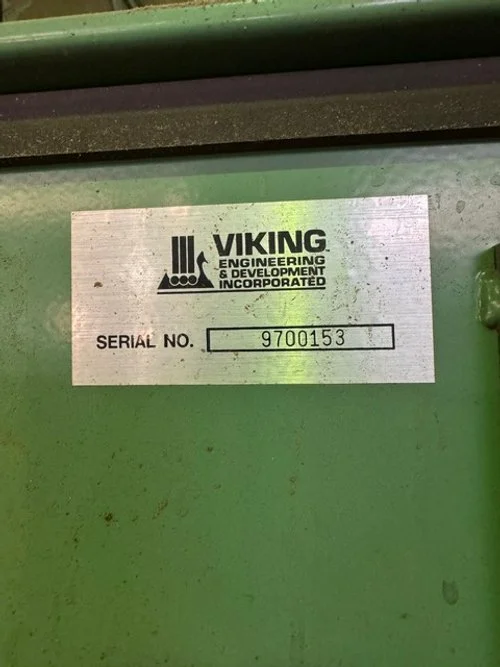 VIKING
ENGINEERING
& DEVELOPMENT
INCORPORATED
SERIAL NO. 9700153